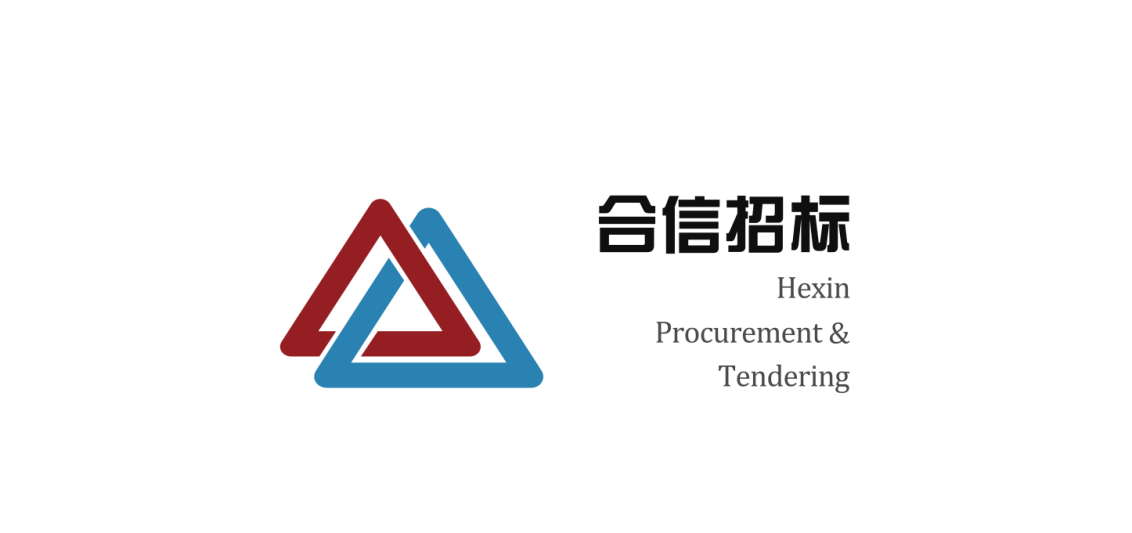 合信招标
Hexin
Procurement &
Tendering